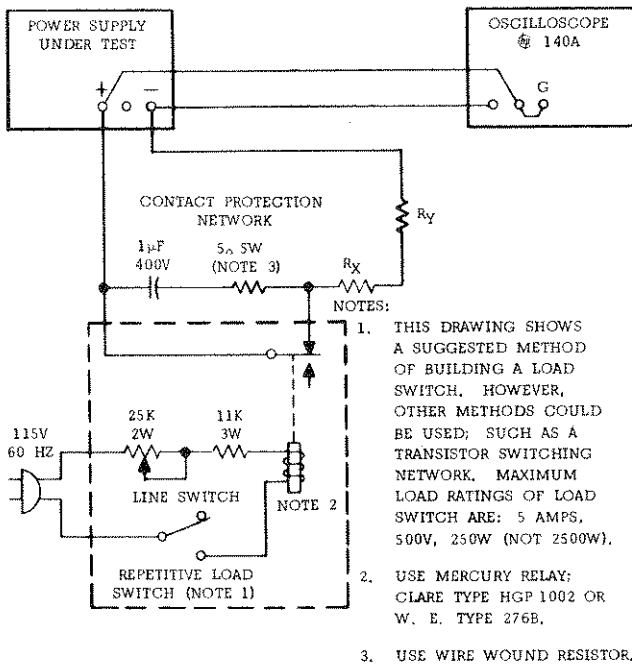 POWER SUPPLY
UNDER TEST
+ −
OSCILLOSCOPE
hp 140A
G
CONTACT PROTECTION
NETWORK
1μF
400V
5Ω 5W
(NOTE 3)
RX
RY
115V
60 HZ
25K
2W
11K
3W
LINE SWITCH
NOTE 2
REPETITIVE LOAD
SWITCH (NOTE 1)
NOTES:
1. THIS DRAWING SHOWS
A SUGGESTED METHOD
OF BUILDING A LOAD
SWITCH. HOWEVER,
OTHER METHODS COULD
BE USED; SUCH AS A
TRANSISTOR SWITCHING
NETWORK. MAXIMUM
LOAD RATINGS OF LOAD
SWITCH ARE: 5 AMPS,
500V, 250W (NOT 2500W).
2. USE MERCURY RELAY;
CLARE TYPE HGP 1002 OR
W. E. TYPE 276B.
3. USE WIRE WOUND RESISTOR.